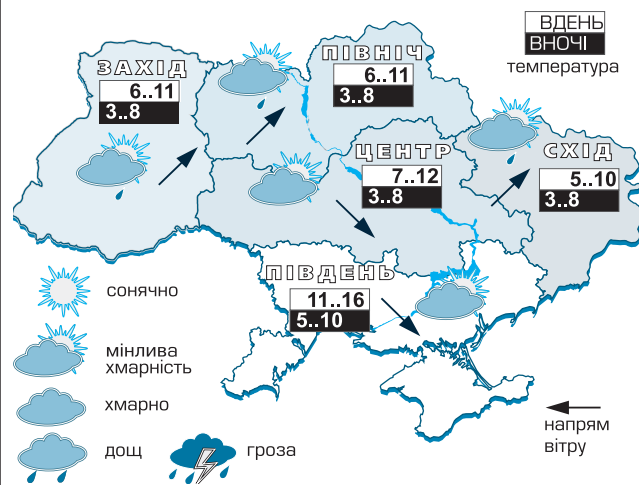 ВДЕНЬ
ВНОЧІ
температура
ЗАХІД
6..11
3..8
ПІВНІЧ
6..11
3..8
ЦЕНТР
7..12
3..8
СХІД
5..10
3..8
ПІВДЕНЬ
11..16
5..10
сонячно
мінлива
хмарність
хмарно
дощ
гроза
напрям
вітру